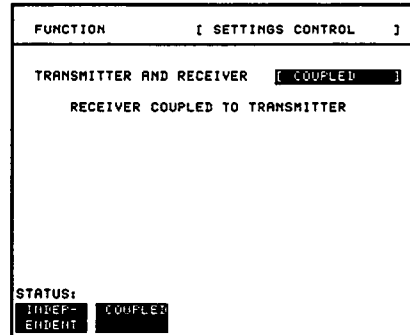 FUNCTION [ SETTINGS CONTROL ]
TRANSMITTER AND RECEIVER [ COUPLED ]
RECEIVER COUPLED TO TRANSMITTER
STATUS:
INDEP- COUPLED
ENDENT